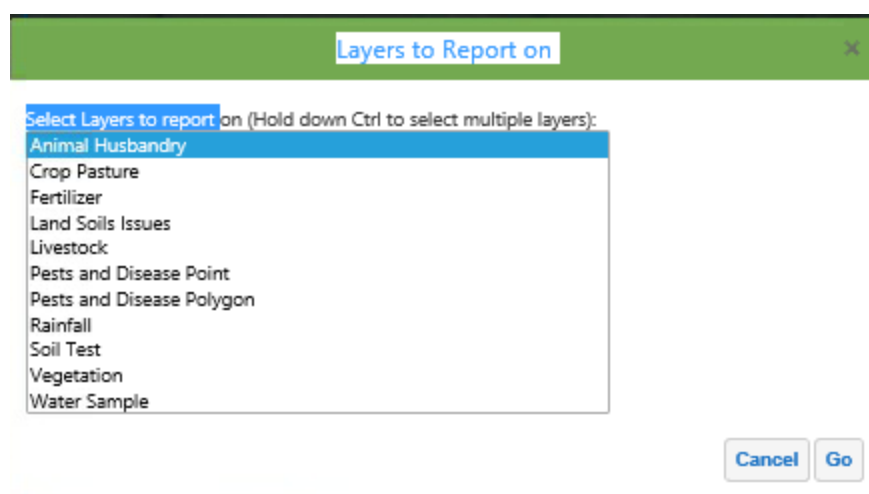 Layers to Report on
Select Layers to report on (Hold down Ctrl to select multiple layers):
Animal Husbandry
Crop Pasture
Fertilizer
Land Soils Issues
Livestock
Pests and Disease Point
Pests and Disease Polygon
Rainfall
Soil Test
Vegetation
Water Sample
Cancel Go